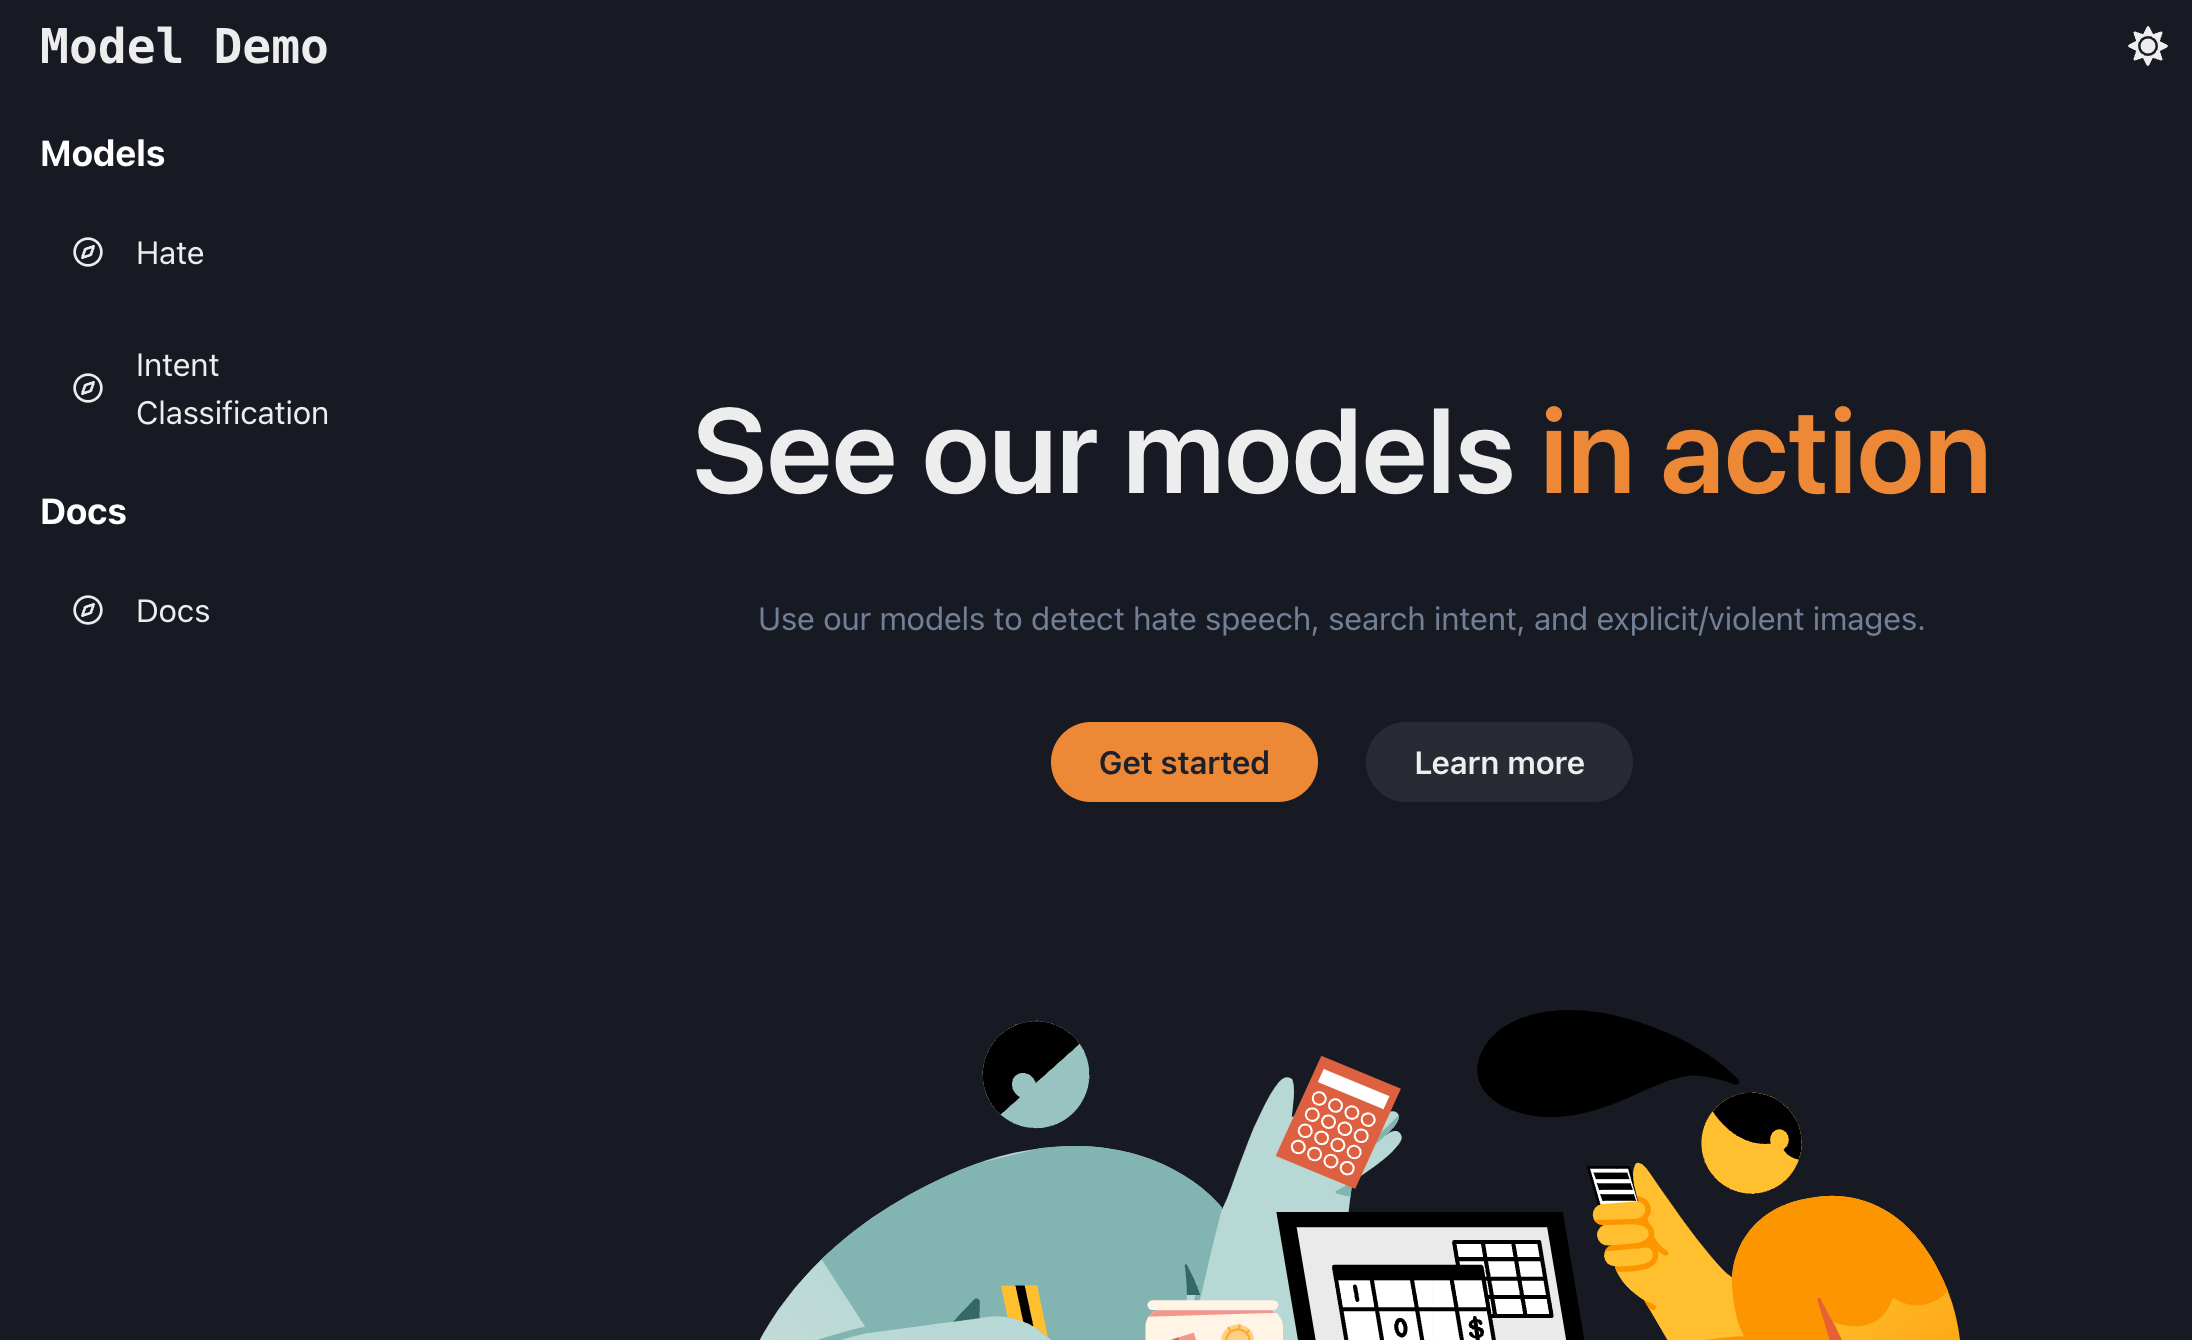 Model Demo
Models
Hate
Intent
Classification
Docs
Docs
See our models in action
Use our models to detect hate speech, search intent, and explicit/violent images.
Get started
Learn more
I
0
$